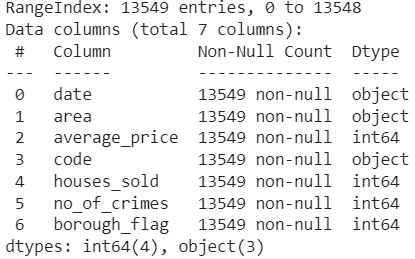 RangeIndex: 13549 entries, 0 to 13548
Data columns (total 7 columns):
 #   Column         Non-Null Count  Dtype
---  ------         --------------  -----
 0   date           13549 non-null  object
 1   area           13549 non-null  object
 2   average_price  13549 non-null  int64
 3   code           13549 non-null  object
 4   houses_sold    13549 non-null  int64
 5   no_of_crimes   13549 non-null  int64
 6   borough_flag   13549 non-null  int64
dtypes: int64(4), object(3)